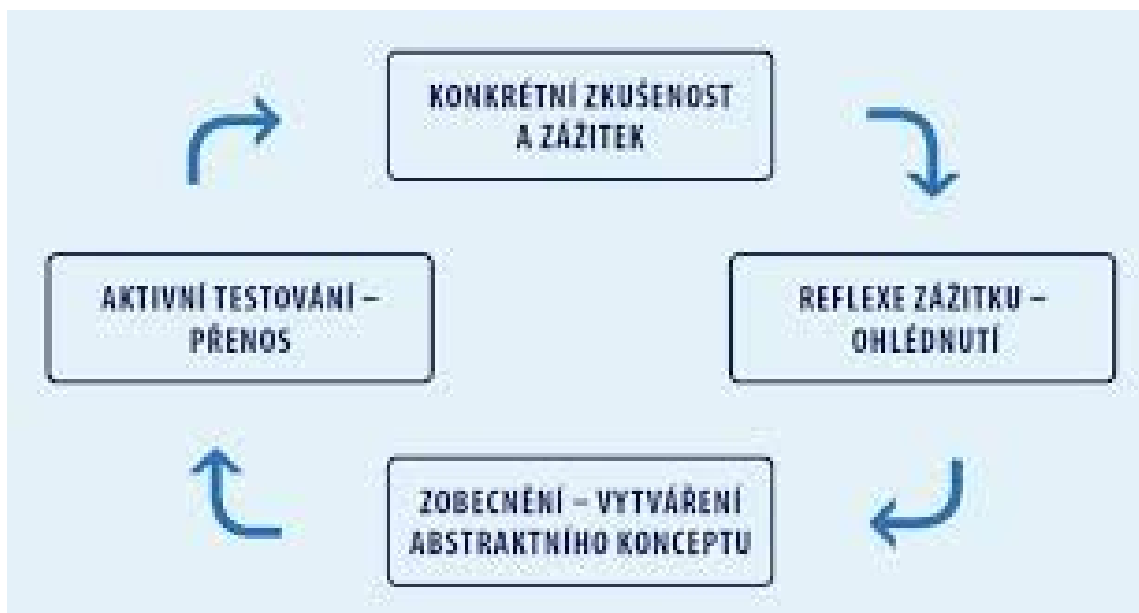 KONKRÉTNÍ ZKUŠENOST
A ZÁŽITEK
REFLEXE ZÁŽITKU –
OHLÉDNUTÍ
ZOBECNĚNÍ – VYTVÁŘENÍ
ABSTRAKTNÍHO KONCEPTU
AKTIVNÍ TESTOVÁNÍ –
PŘENOS